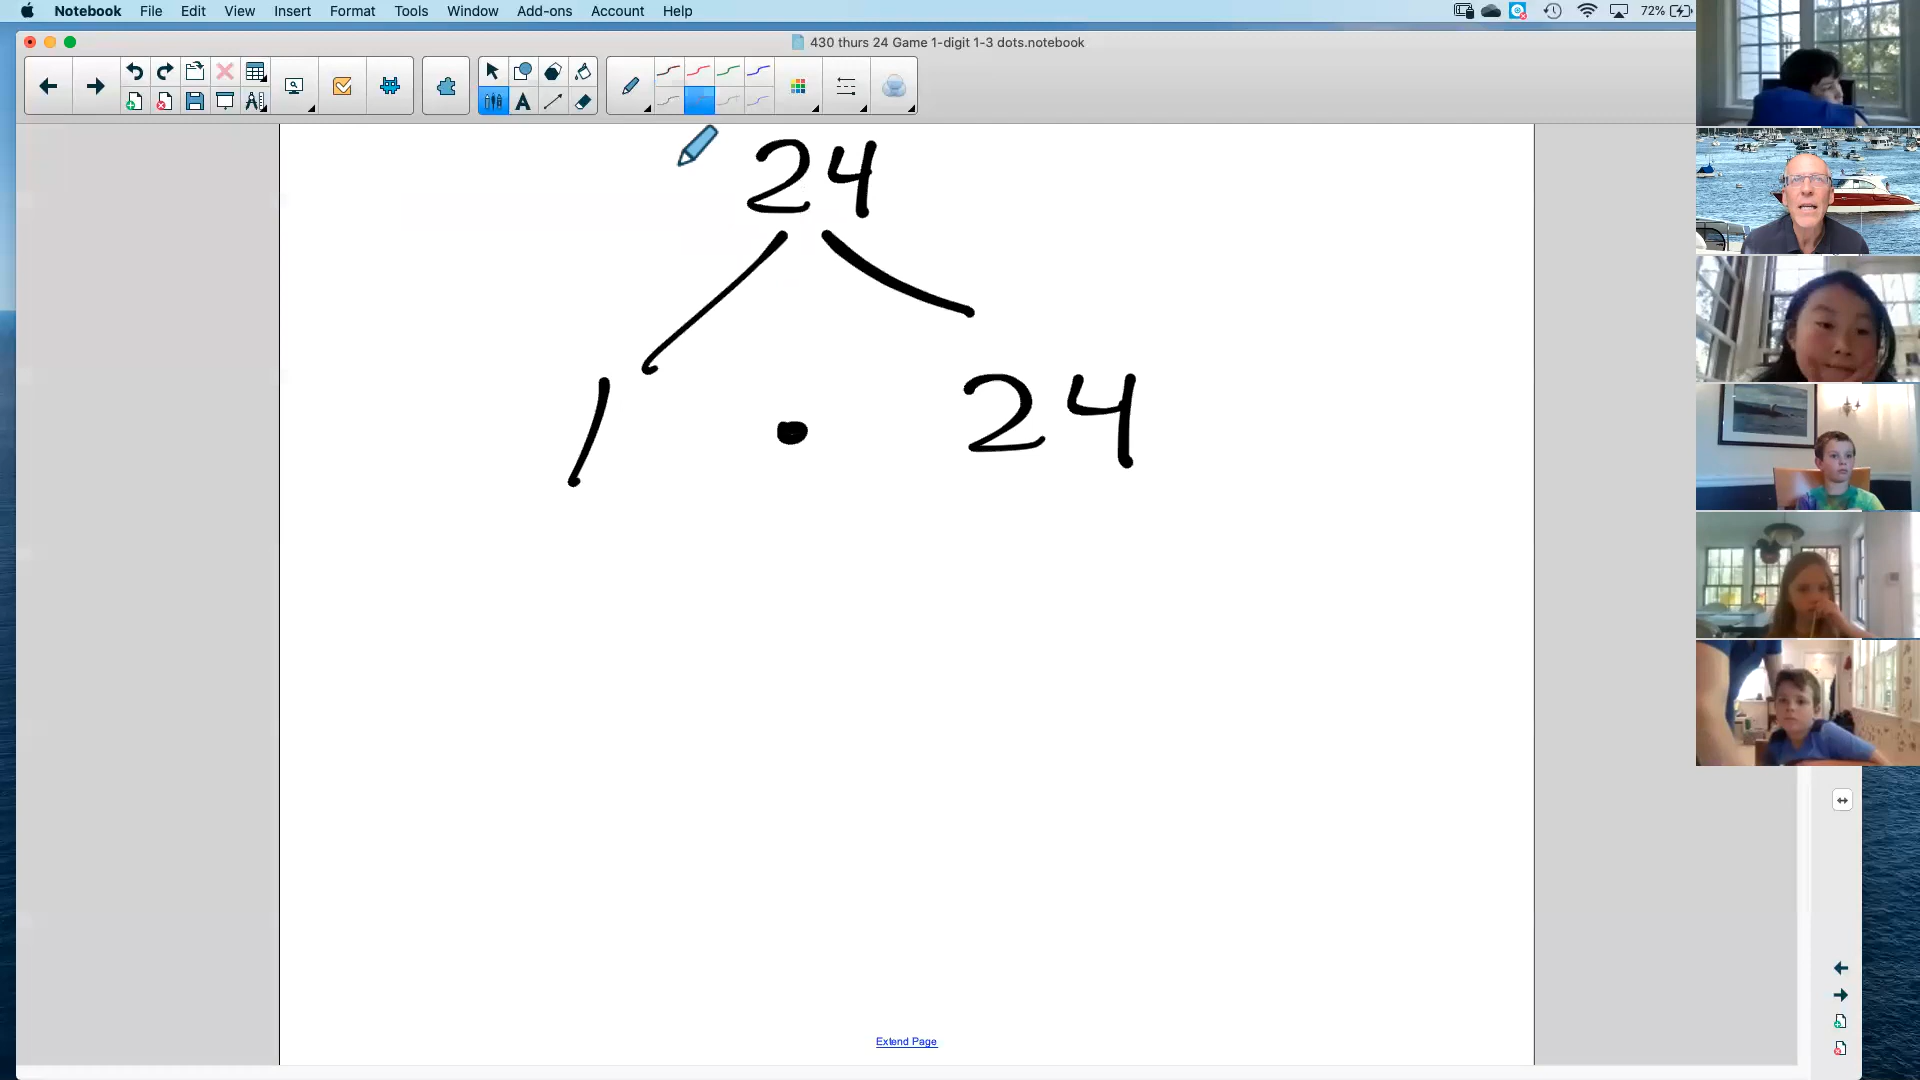 Notebook File Edit View Insert Format Tools Window Add-ons Account Help 72%
430 thurs 24 Game 1-digit 1-3 dots.notebook
A
24
1 • 24
Extend Page